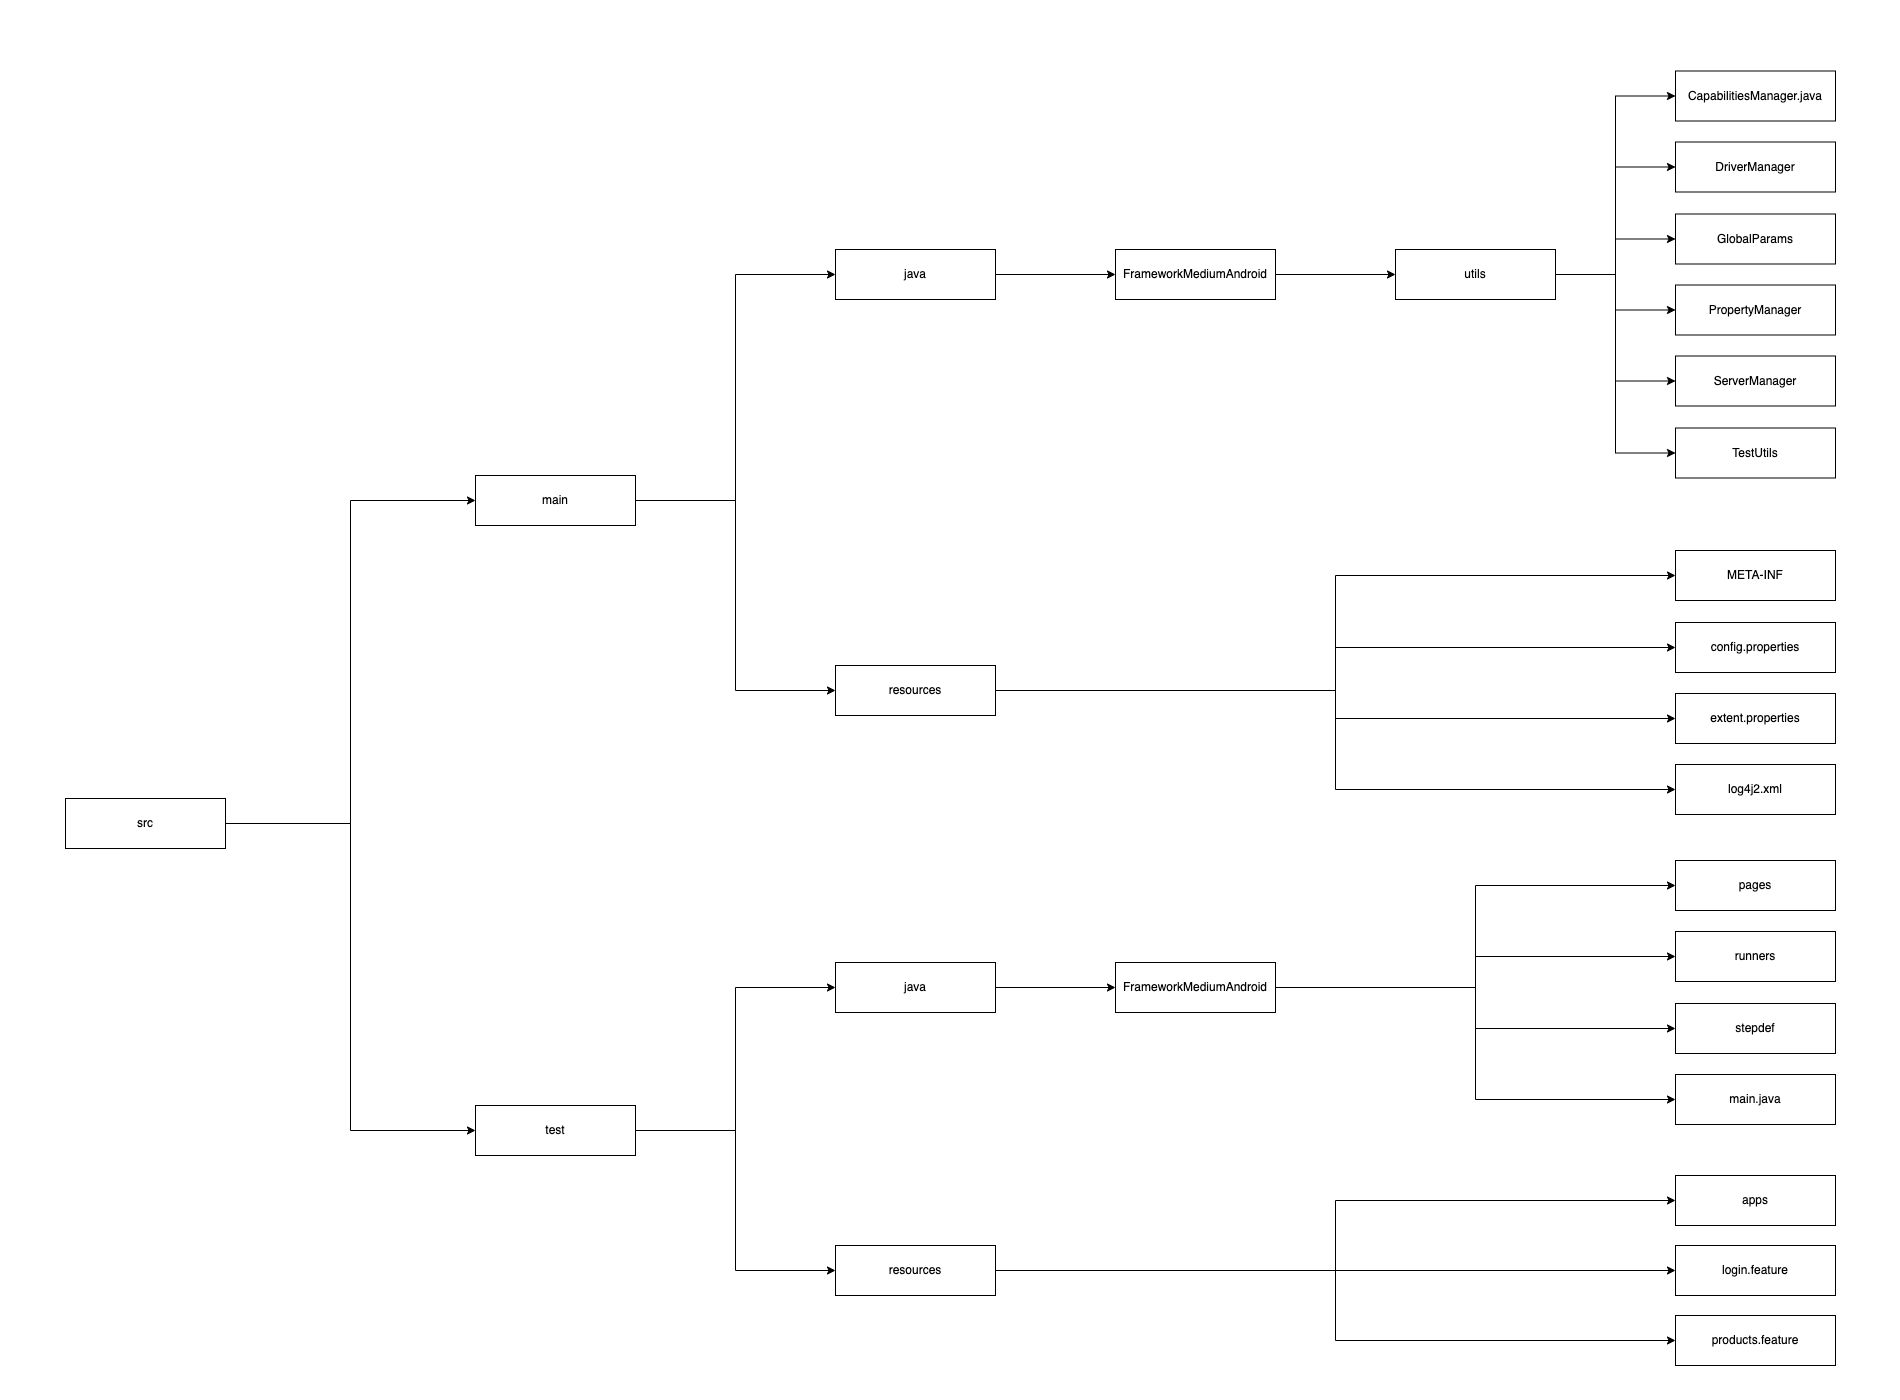 CapabilitiesManager.java
DriverManager
GlobalParams
java
FrameworkMediumAndroid
utils
PropertyManager
ServerManager
TestUtils
main
META-INF
config.properties
resources
extent.properties
log4j2.xml
src
pages
runners
java
FrameworkMediumAndroid
stepdef
main.java
test
apps
resources
login.feature
products.feature